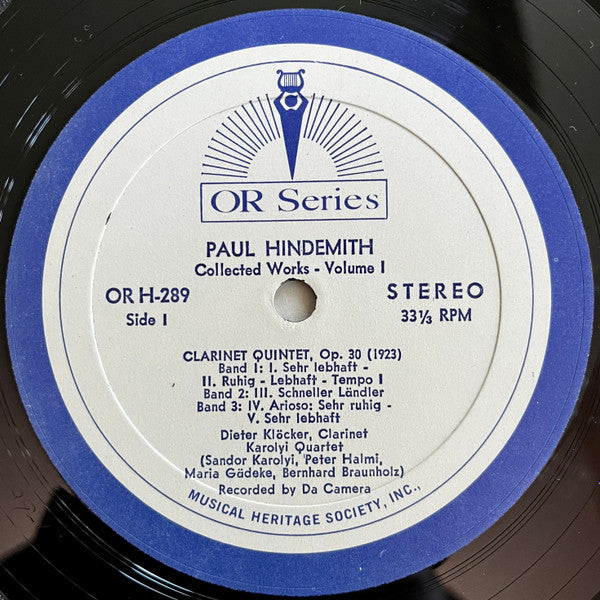 OR Series
PAUL HINDEMITH
Collected Works - Volume I
OR H-289
STEREO
Side I
33⅓ RPM
CLARINET QUINTET, Op. 30 (1923)
Band I: I. Sehr lebhaft -
II. Ruhig - Lebhaft - Tempo I
Band 2: III. Schneller Ländler
Band 3: IV. Arioso: Sehr ruhig -
V. Sehr lebhaft
Dieter Klöcker, Clarinet
Karolyi Quartet
(Sandor Karolyi, Peter Halmi,
Maria Gädeke, Bernhard Braunholz)
Recorded by Da Camera
MUSICAL HERITAGE SOCIETY, INC.,